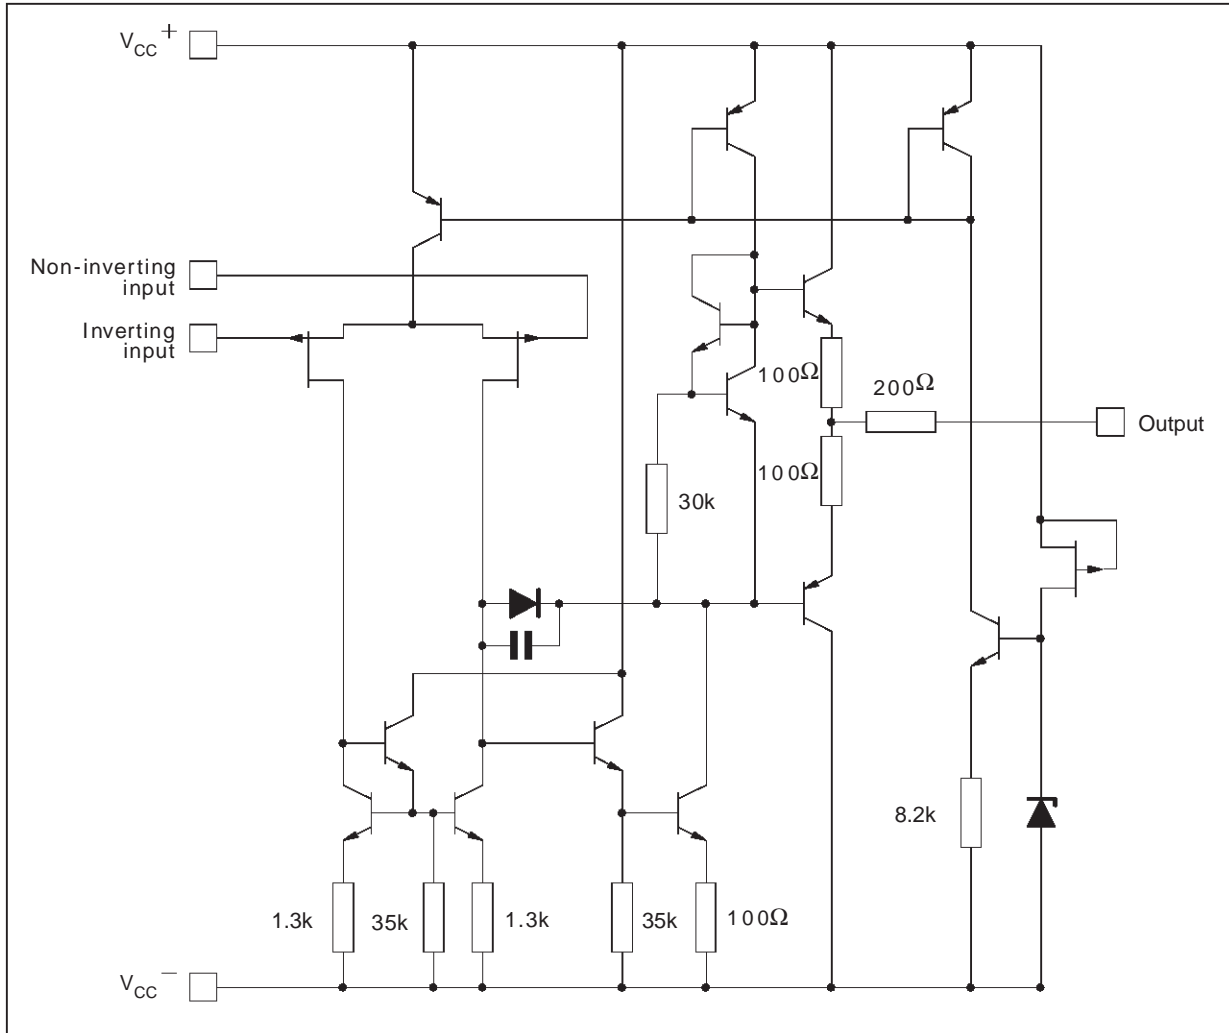 VCC+
Non-inverting
input
Inverting
input
100Ω
200Ω
Output
100Ω
30k
8.2k
1.3k
35k
1.3k
35k
100Ω
VCC−